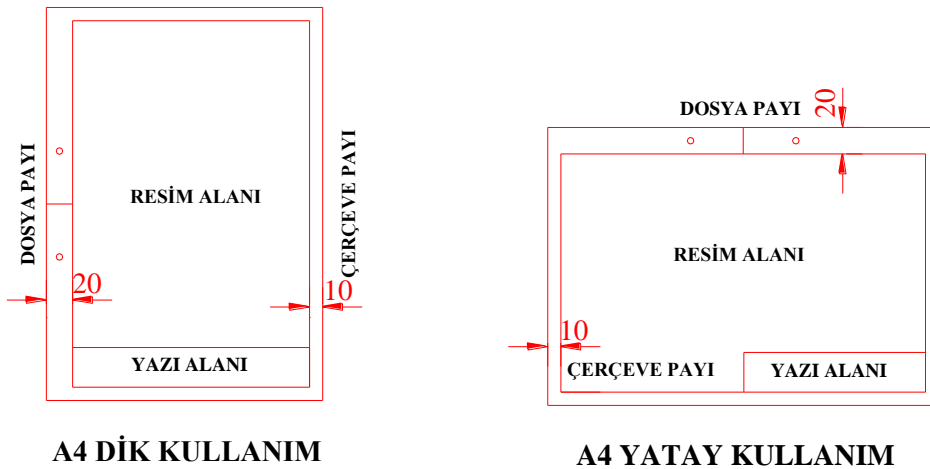 DOSYA PAYI
RESİM ALANI
ÇERÇEVE PAYI
20
10
YAZI ALANI
A4 DİK KULLANIM
DOSYA PAYI
20
RESİM ALANI
10
ÇERÇEVE PAYI
YAZI ALANI
A4 YATAY KULLANIM